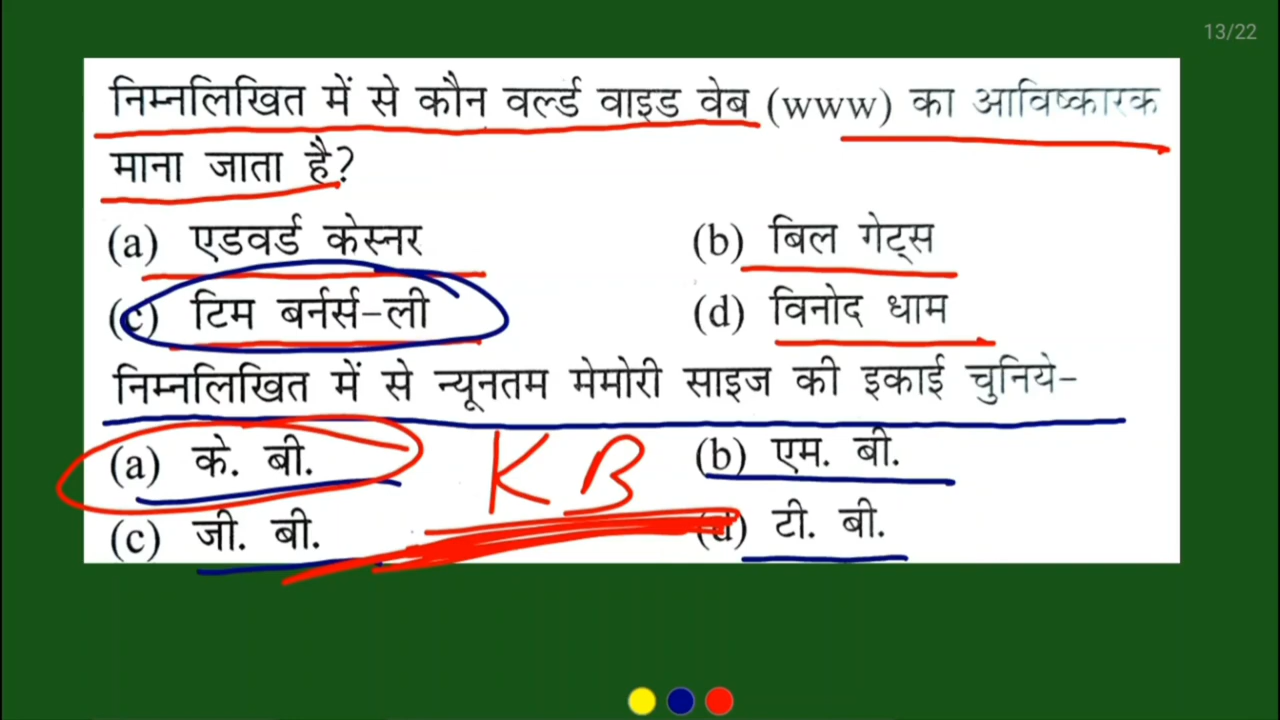 13/22
निम्नलिखित में से कौन वर्ल्ड वाइड वेब (www) का आविष्कारक
माना जाता है?
(a) एडवर्ड केस्नर (b) बिल गेट्स
(c) टिम बर्नर्स-ली (d) विनोद धाम
निम्नलिखित में से न्यूनतम मेमोरी साइज की इकाई चुनिये-
(a) के. बी. KB (b) एम. बी.
(c) जी. बी. (d) टी. बी.